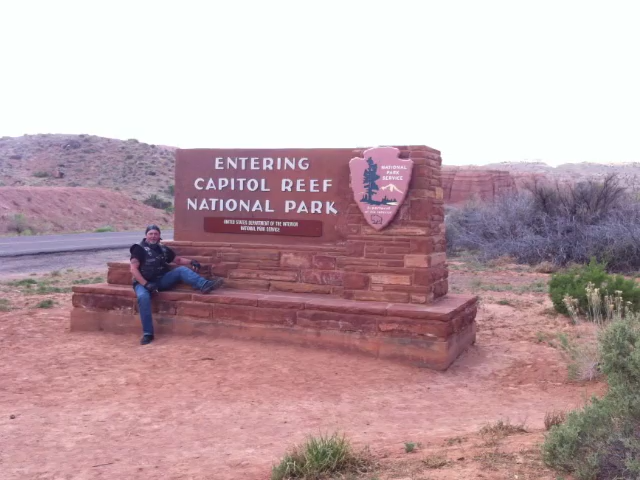 ENTERING
CAPITOL REEF
NATIONAL PARK
UNITED STATES DEPARTMENT OF THE INTERIOR
NATIONAL PARK SERVICE
NATIONAL
PARK
SERVICE